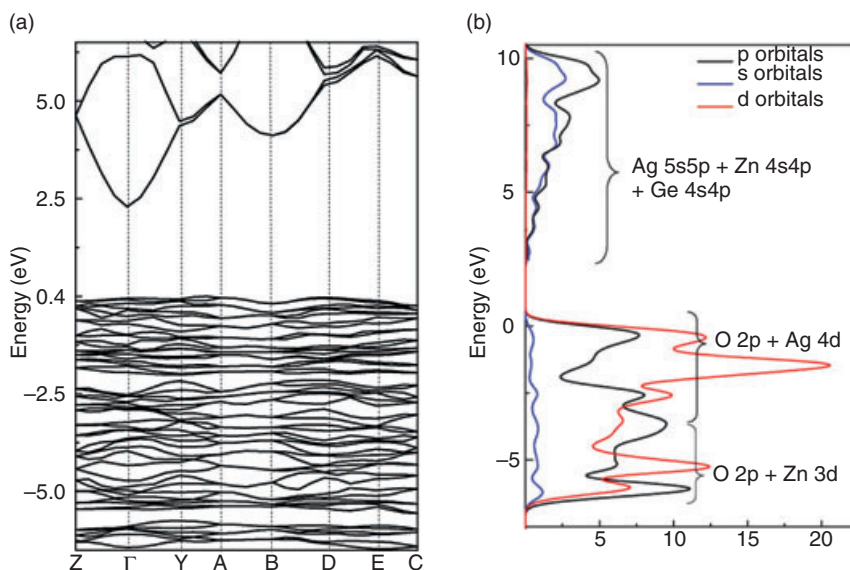 (a)
Energy (eV)
5.0
2.5
0.4
−2.5
−5.0
Z Γ Y A B D E C
(b)
Energy (eV)
10
5
0
−5
5 10 15 20
p orbitals
s orbitals
d orbitals
Ag 5s5p + Zn 4s4p
+ Ge 4s4p
O 2p + Ag 4d
O 2p + Zn 3d